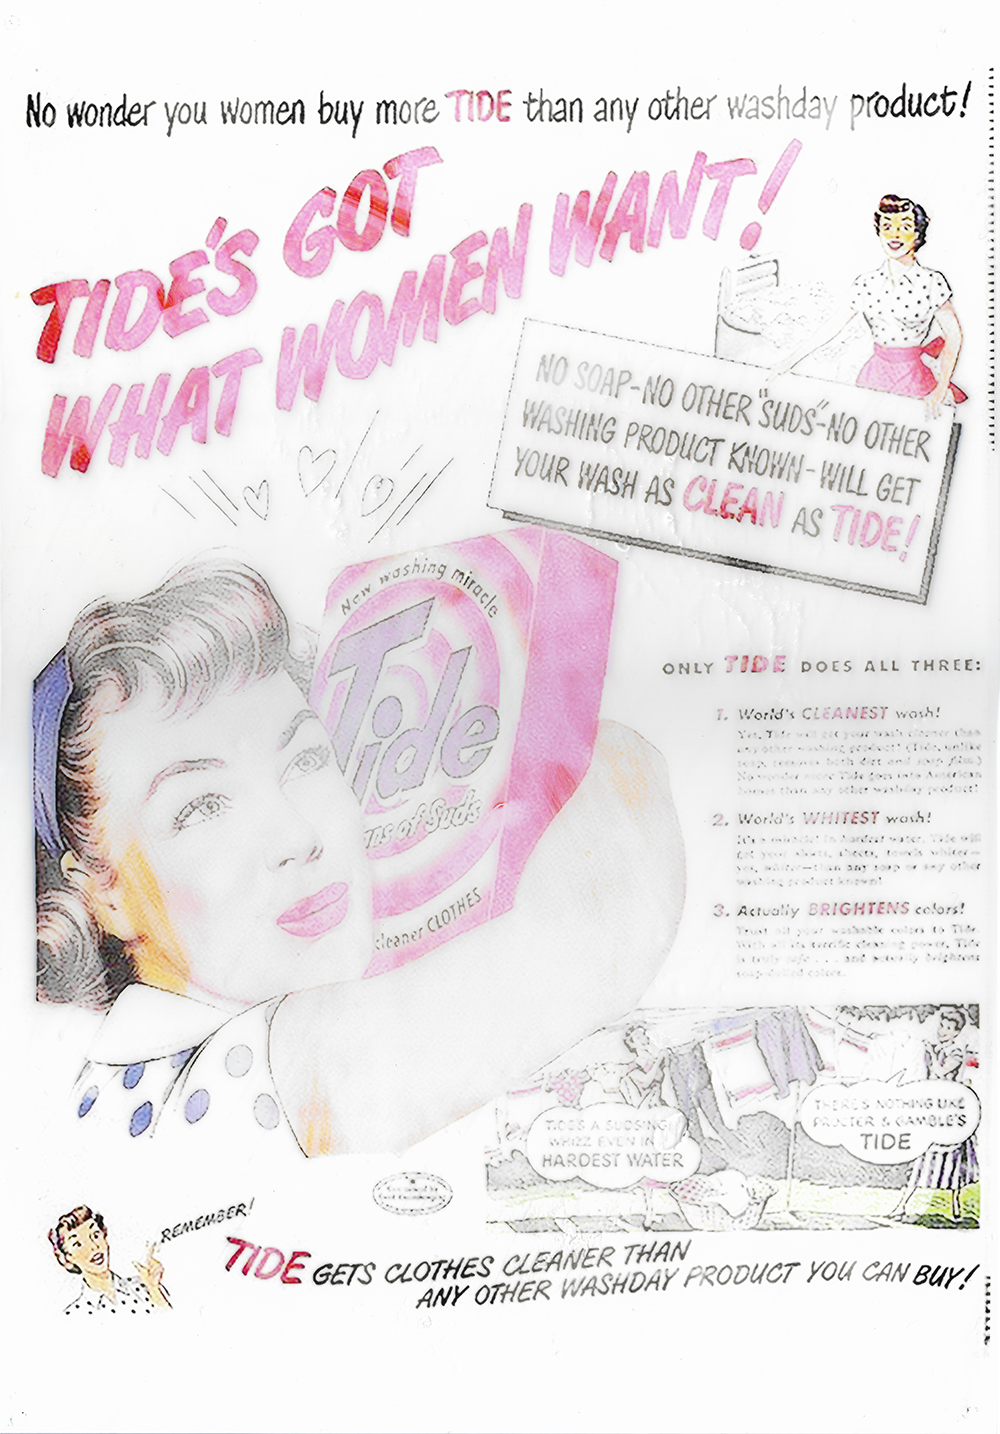 No wonder you women buy more TIDE than any other washday product!
TIDE'S GOT
WHAT WOMEN WANT!
NO SOAP-NO OTHER "SUDS"-NO OTHER
WASHING PRODUCT KNOWN-WILL GET
YOUR WASH AS CLEAN AS TIDE!
New washing miracle
Tide
of Suds
cleaner CLOTHES
ONLY TIDE DOES ALL THREE:
1. World's CLEANEST wash!
Yes, Tide will get your wash cleaner than
any other washing product! (Tide, unlike
soap, removes both dirt and soap film.)
No wonder more Tide goes into American
homes than any other washday product!
2. World's WHITEST wash!
It's a miracle! In hardest water, Tide will
get your shirts, sheets, towels whiter—
yes, whiter—than any soap or any other
washing product known!
3. Actually BRIGHTENS colors!
Trust all your washable colors to Tide.
With all its terrific cleaning power, Tide
is truly safe . . . and actually brightens
soap-dulled colors.
TIDE'S A SUDSING
WHIZZ EVEN IN
HARDEST WATER
THERE'S NOTHING LIKE
PROCTER & GAMBLE'S
TIDE
REMEMBER!
TIDE GETS CLOTHES CLEANER THAN
ANY OTHER WASHDAY PRODUCT YOU CAN BUY!